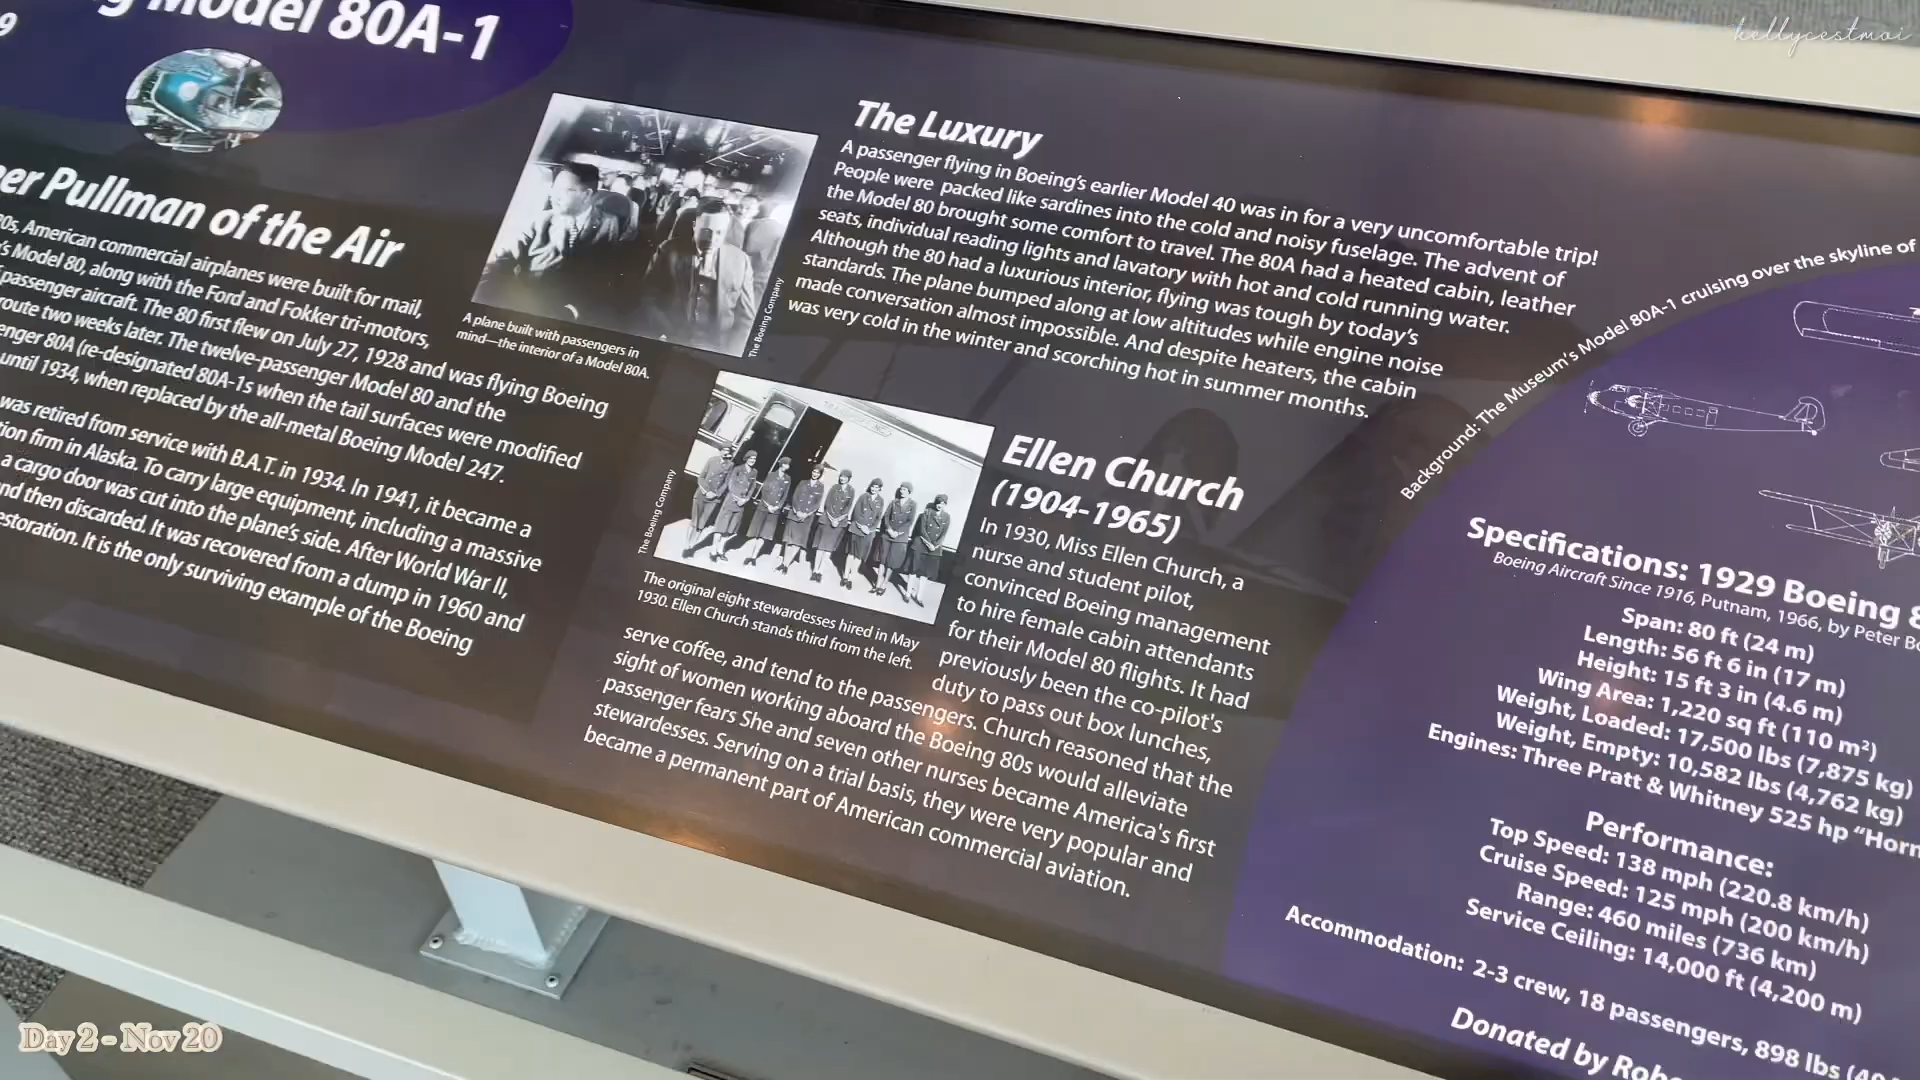 Model 80A-1
9
Pullman of the Air
American commercial airplanes were built for mail,
Model 80, along with the Ford and Fokker tri-motors,
passenger aircraft. The 80 first flew on July 27, 1928 and was flying Boeing
route two weeks later. The twelve-passenger Model 80 and the
80A (re-designated 80A-1s when the tail surfaces were modified
until 1934, when replaced by the all-metal Boeing Model 247.
was retired from service with B.A.T. in 1934. In 1941, it became a
firm in Alaska. To carry large equipment, including a massive
a cargo door was cut into the plane's side. After World War II,
then discarded. It was recovered from a dump in 1960 and
It is the only surviving example of the Boeing
A plane built with passengers in
mind—the interior of a Model 80A.
The Boeing Company
The Luxury
A passenger flying in Boeing's earlier Model 40 was in for a very uncomfortable trip!
People were packed like sardines into the cold and noisy fuselage. The advent of
the Model 80 brought some comfort to travel. The 80A had a heated cabin, leather
seats, individual reading lights and lavatory with hot and cold running water.
Although the 80 had a luxurious interior, flying was tough by today's
standards. The plane bumped along at low altitudes while engine noise
made conversation almost impossible. And despite heaters, the cabin
was very cold in the winter and scorching hot in summer months.
The Boeing Company
The original eight stewardesses hired in May
1930. Ellen Church stands third from the left.
Ellen Church
(1904-1965)
In 1930, Miss Ellen Church, a
nurse and student pilot,
convinced Boeing management
to hire female cabin attendants
for their Model 80 flights. It had
previously been the co-pilot's
duty to pass out box lunches,
serve coffee, and tend to the passengers. Church reasoned that the
sight of women working aboard the Boeing 80s would alleviate
passenger fears She and seven other nurses became America's first
stewardesses. Serving on a trial basis, they were very popular and
became a permanent part of American commercial aviation.
Background: The Museum's Model 80A-1 cruising over the skyline of
Specifications: 1929 Boeing
Boeing Aircraft Since 1916, Putnam, 1966, by Peter
Span: 80 ft (24 m)
Length: 56 ft 6 in (17 m)
Height: 15 ft 3 in (4.6 m)
Wing Area: 1,220 sq ft (110 m²)
Weight, Loaded: 17,500 lbs (7,875 kg)
Weight, Empty: 10,582 lbs (4,762 kg)
Engines: Three Pratt & Whitney 525 hp
Performance:
Top Speed: 138 mph (220.8 km/h)
Cruise Speed: 125 mph (200 km/h)
Range: 460 miles (736 km)
Service Ceiling: 14,000 ft (4,200 m)
Accommodation: 2-3 crew, 18 passengers, 898 lbs
Donated by
kellycestmoi
Day 2 - Nov 20